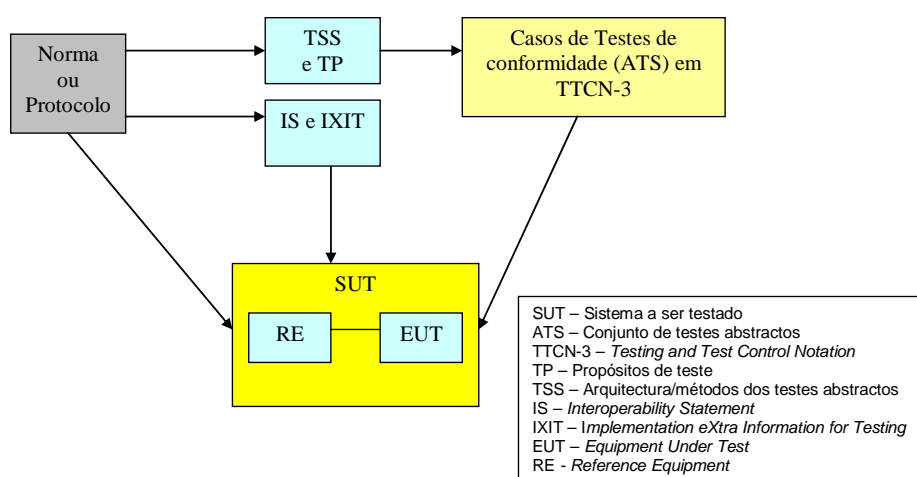 Norma
ou
Protocolo
TSS
e TP
Casos de Testes de
conformidade (ATS) em
TTCN-3
IS e IXIT
SUT
RE
EUT
SUT – Sistema a ser testado
ATS – Conjunto de testes abstractos
TTCN-3 – Testing and Test Control Notation
TP – Propósitos de teste
TSS – Arquitectura/métodos dos testes abstractos
IS – Interoperability Statement
IXIT – Implementation eXtra Information for Testing
EUT – Equipment Under Test
RE - Reference Equipment